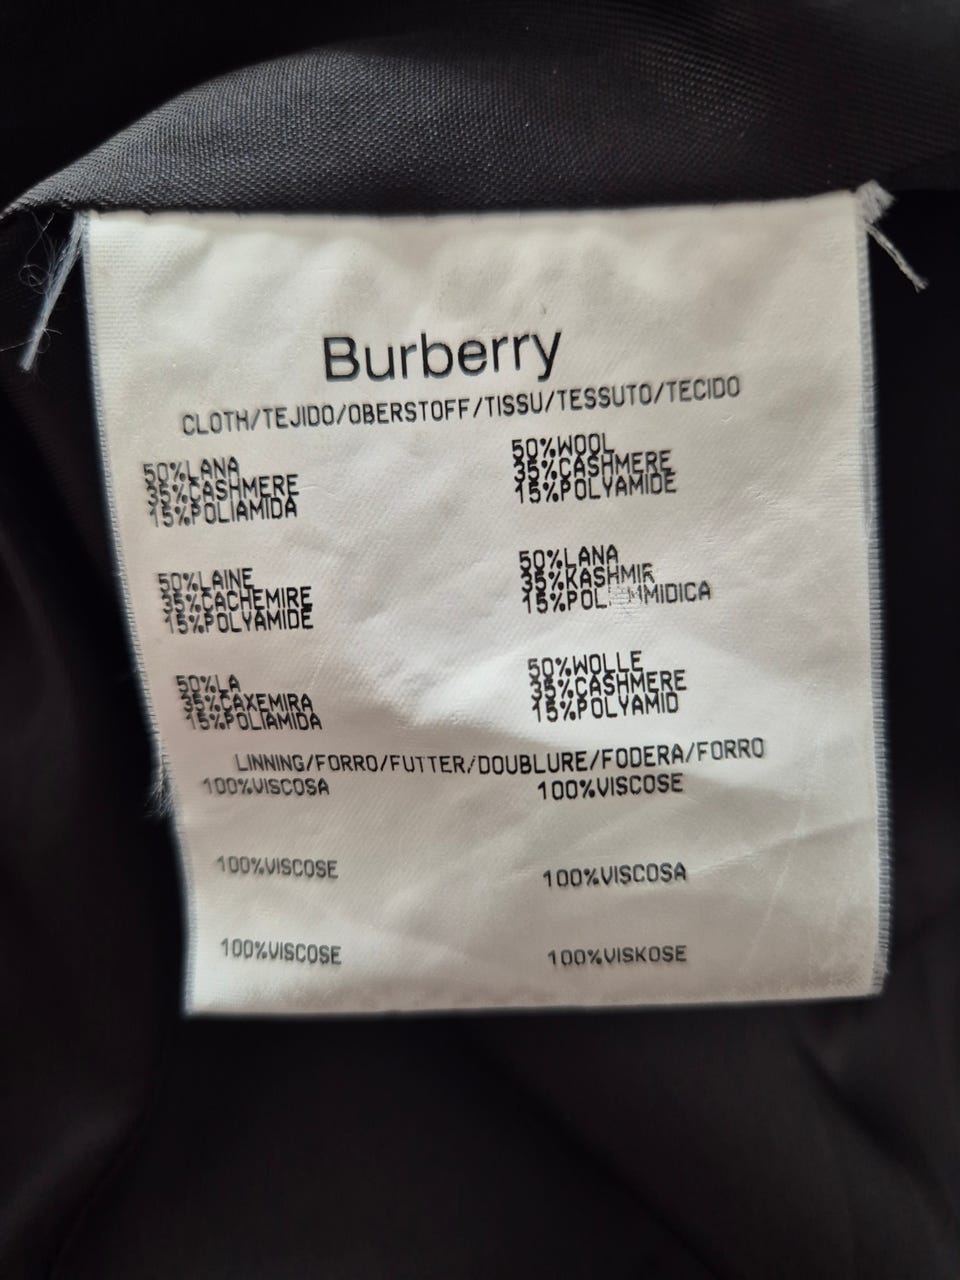 Burberry
CLOTH/TEJIDO/OBERSTOFF/TISSU/TESSUTO/TECIDO
50%LANA
35%CASHMERE
15%POLIAMIDA
50%WOOL
35%CASHMERE
15%POLYAMIDE
50%LAINE
35%CACHEMIRE
15%POLYAMIDE
50%LANA
35%KASHMIR
50%LA
35%CAXEMIRA
15%POLIAMIDA
50%WOLLE
35%CASHMERE
15%POLYAMID
LINNING/FORRO/FUTTER/DOUBLURE/FODERA/FORRO
100%VISCOSA
100%VISCOSE
100%VISCOSE
100%VISCOSA
100%VISCOSE
100%VISKOSE